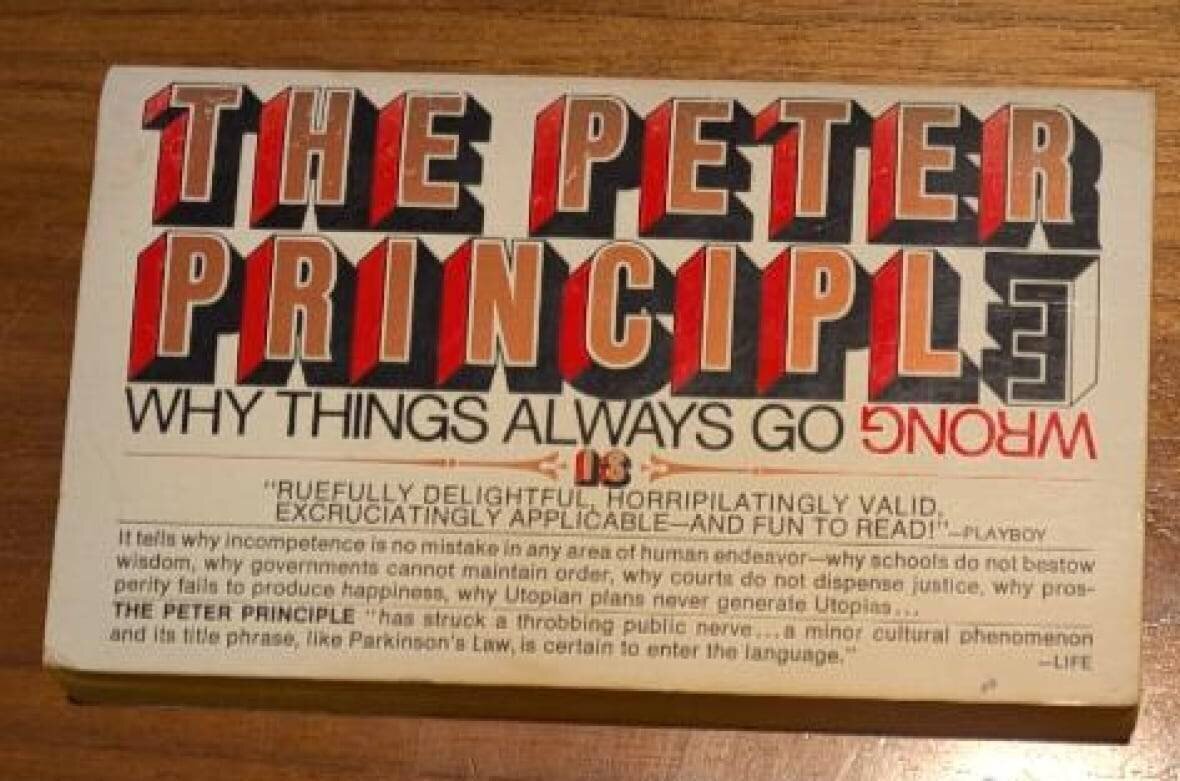 THE PETER
PRINCIPLE
WHY THINGS ALWAYS GO WRONG
IS
"RUEFULLY DELIGHTFUL, HORRIPILATINGLY VALID,
EXCRUCIATINGLY APPLICABLE—AND FUN TO READ!"—PLAYBOY
It tells why incompetence is no mistake in any area of human endeavor—why schools do not bestow
wisdom, why governments cannot maintain order, why courts do not dispense justice, why pros-
perity fails to produce happiness, why Utopian plans never generate Utopias...
THE PETER PRINCIPLE "has struck a throbbing public nerve...a minor cultural phenomenon
and its title phrase, like Parkinson's Law, is certain to enter the language."
—LIFE